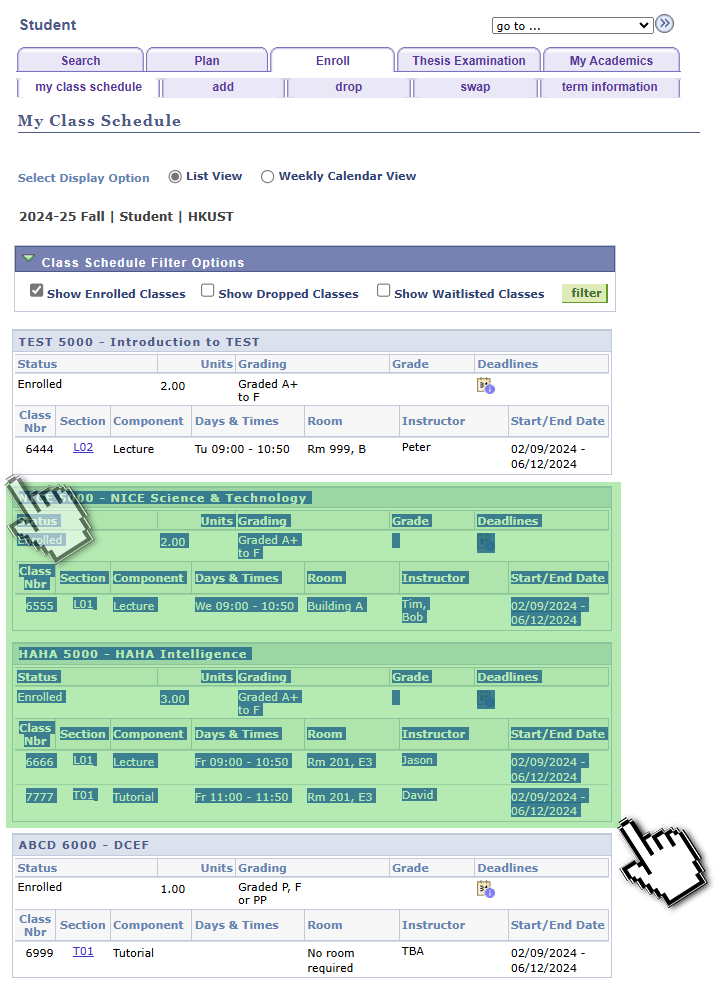 Student
go to ...
Search Plan Enroll Thesis Examination My Academics
my class schedule add drop swap term information
My Class Schedule
Select Display Option List View Weekly Calendar View
2024-25 Fall | Student | HKUST
Class Schedule Filter Options
Show Enrolled Classes Show Dropped Classes Show Waitlisted Classes filter
TEST 5000 - Introduction to TEST
Status Units Grading Grade Deadlines
Enrolled 2.00 Graded A+
to F
Class
Nbr Section Component Days & Times Room Instructor Start/End Date
6444 L02 Lecture Tu 09:00 - 10:50 Rm 999, B Peter 02/09/2024 -
06/12/2024
5000 - NICE Science & Technology
Status Units Grading Grade Deadlines
Enrolled 2.00 Graded A+
to F
Class
Nbr Section Component Days & Times Room Instructor Start/End Date
6555 L01 Lecture We 09:00 - 10:50 Building A Tim,
Bob 02/09/2024 -
06/12/2024
HAHA 5000 - HAHA Intelligence
Status Units Grading Grade Deadlines
Enrolled 3.00 Graded A+
to F
Class
Nbr Section Component Days & Times Room Instructor Start/End Date
6666 L01 Lecture Fr 09:00 - 10:50 Rm 201, E3 Jason 02/09/2024 -
06/12/2024
7777 T01 Tutorial Fr 11:00 - 11:50 Rm 201, E3 David 02/09/2024 -
06/12/2024
ABCD 6000 - DCEF
Status Units Grading Grade Deadlines
Enrolled 1.00 Graded P, F
or PP
Class
Nbr Section Component Days & Times Room Instructor Start/End Date
6999 T01 Tutorial No room
required TBA 02/09/2024 -
06/12/2024